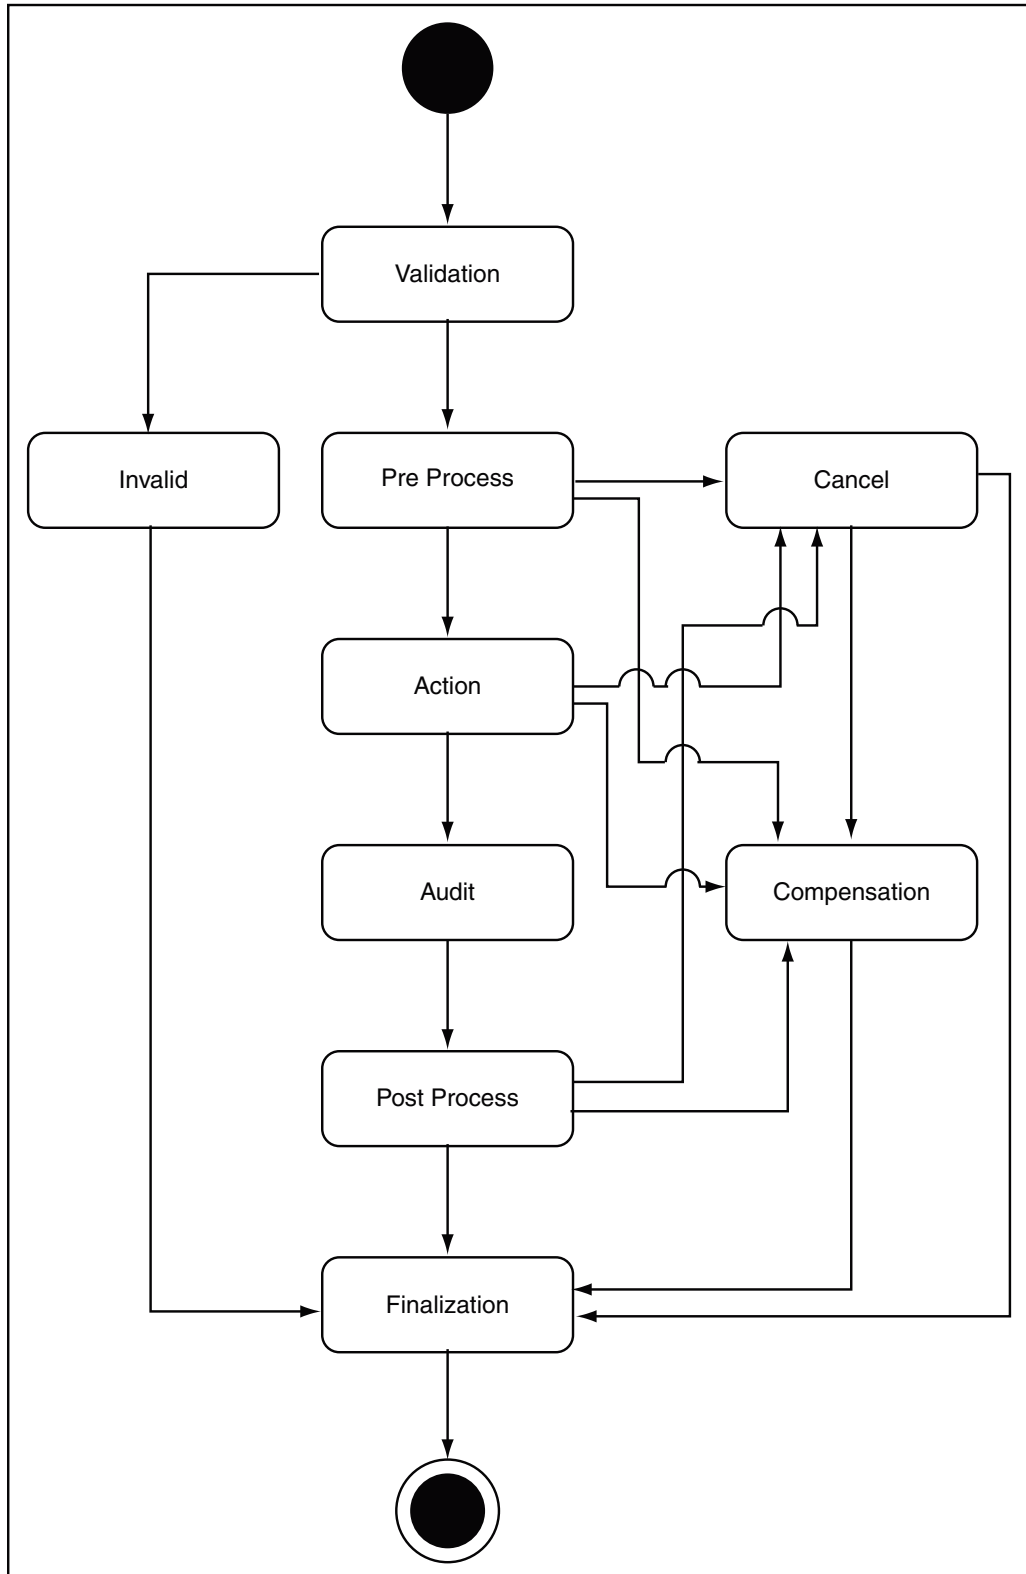 Validation
Invalid
Pre Process
Cancel
Action
Audit
Compensation
Post Process
Finalization